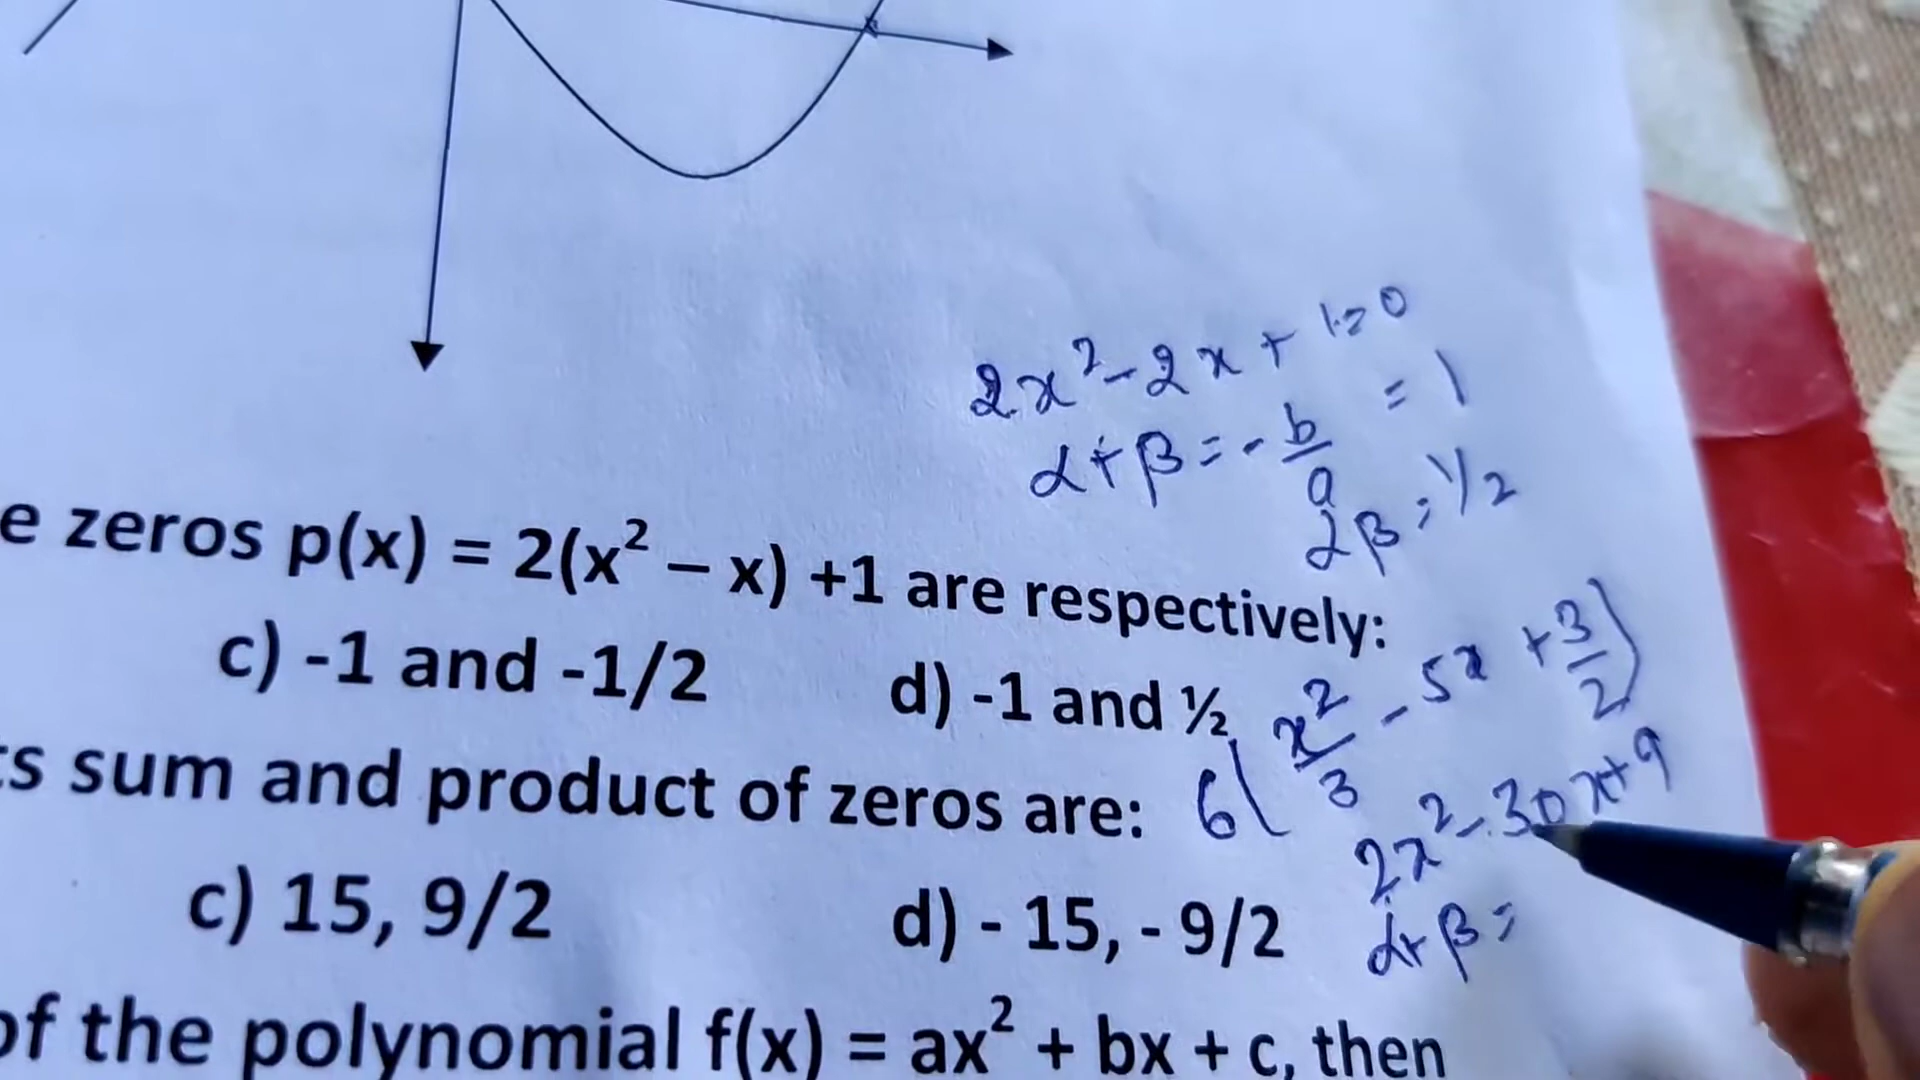 2x² - 2x + 1 = 0
α + β = - b/a = 1
αβ = 1/2
e zeros p(x) = 2(x² – x) +1 are respectively:
c) -1 and -1/2 d) -1 and ½
6(x²/3 - 5x + 3/2)
s sum and product of zeros are:
2x² - 30x + 9
c) 15, 9/2 d) - 15, - 9/2
α + β =
of the polynomial f(x) = ax² + bx + c, then